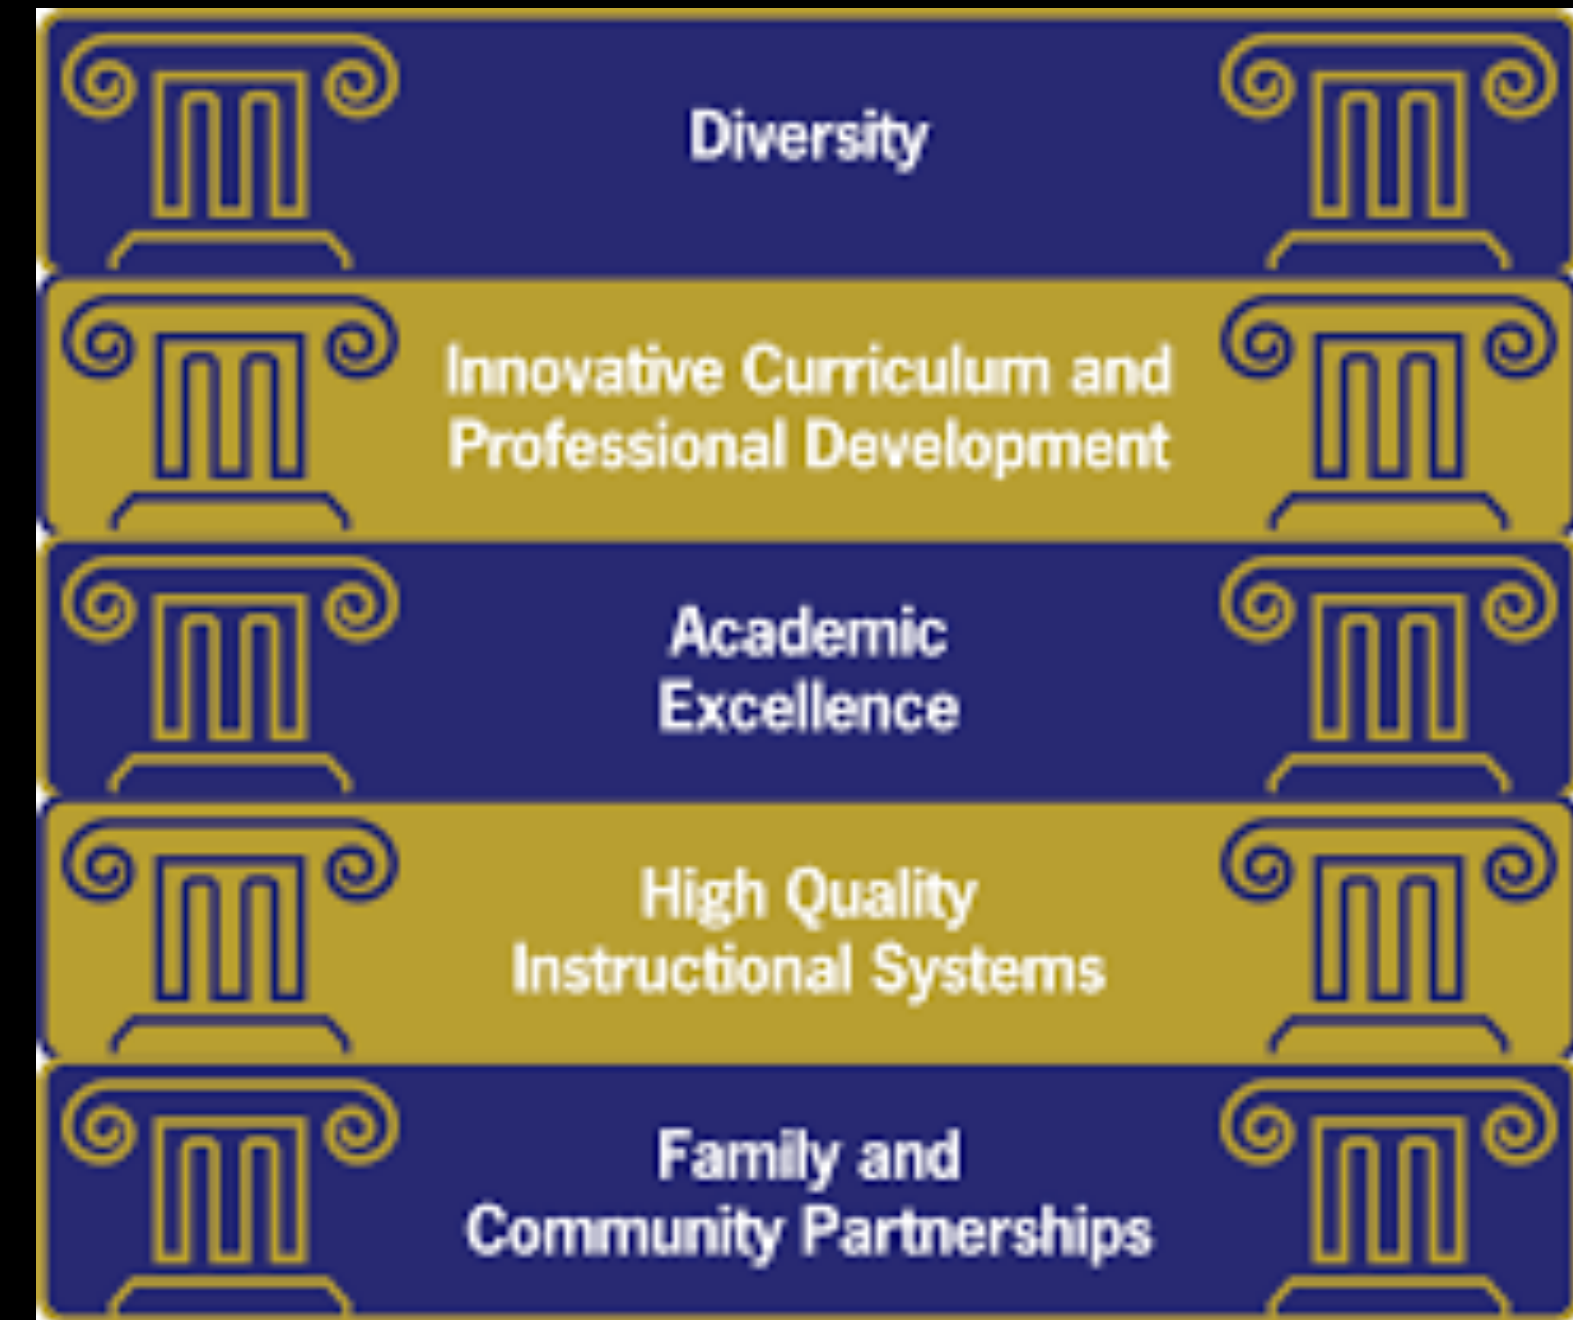 Diversity
Innovative Curriculum and
Professional Development
Academic
Excellence
High Quality
Instructional Systems
Family and
Community Partnerships